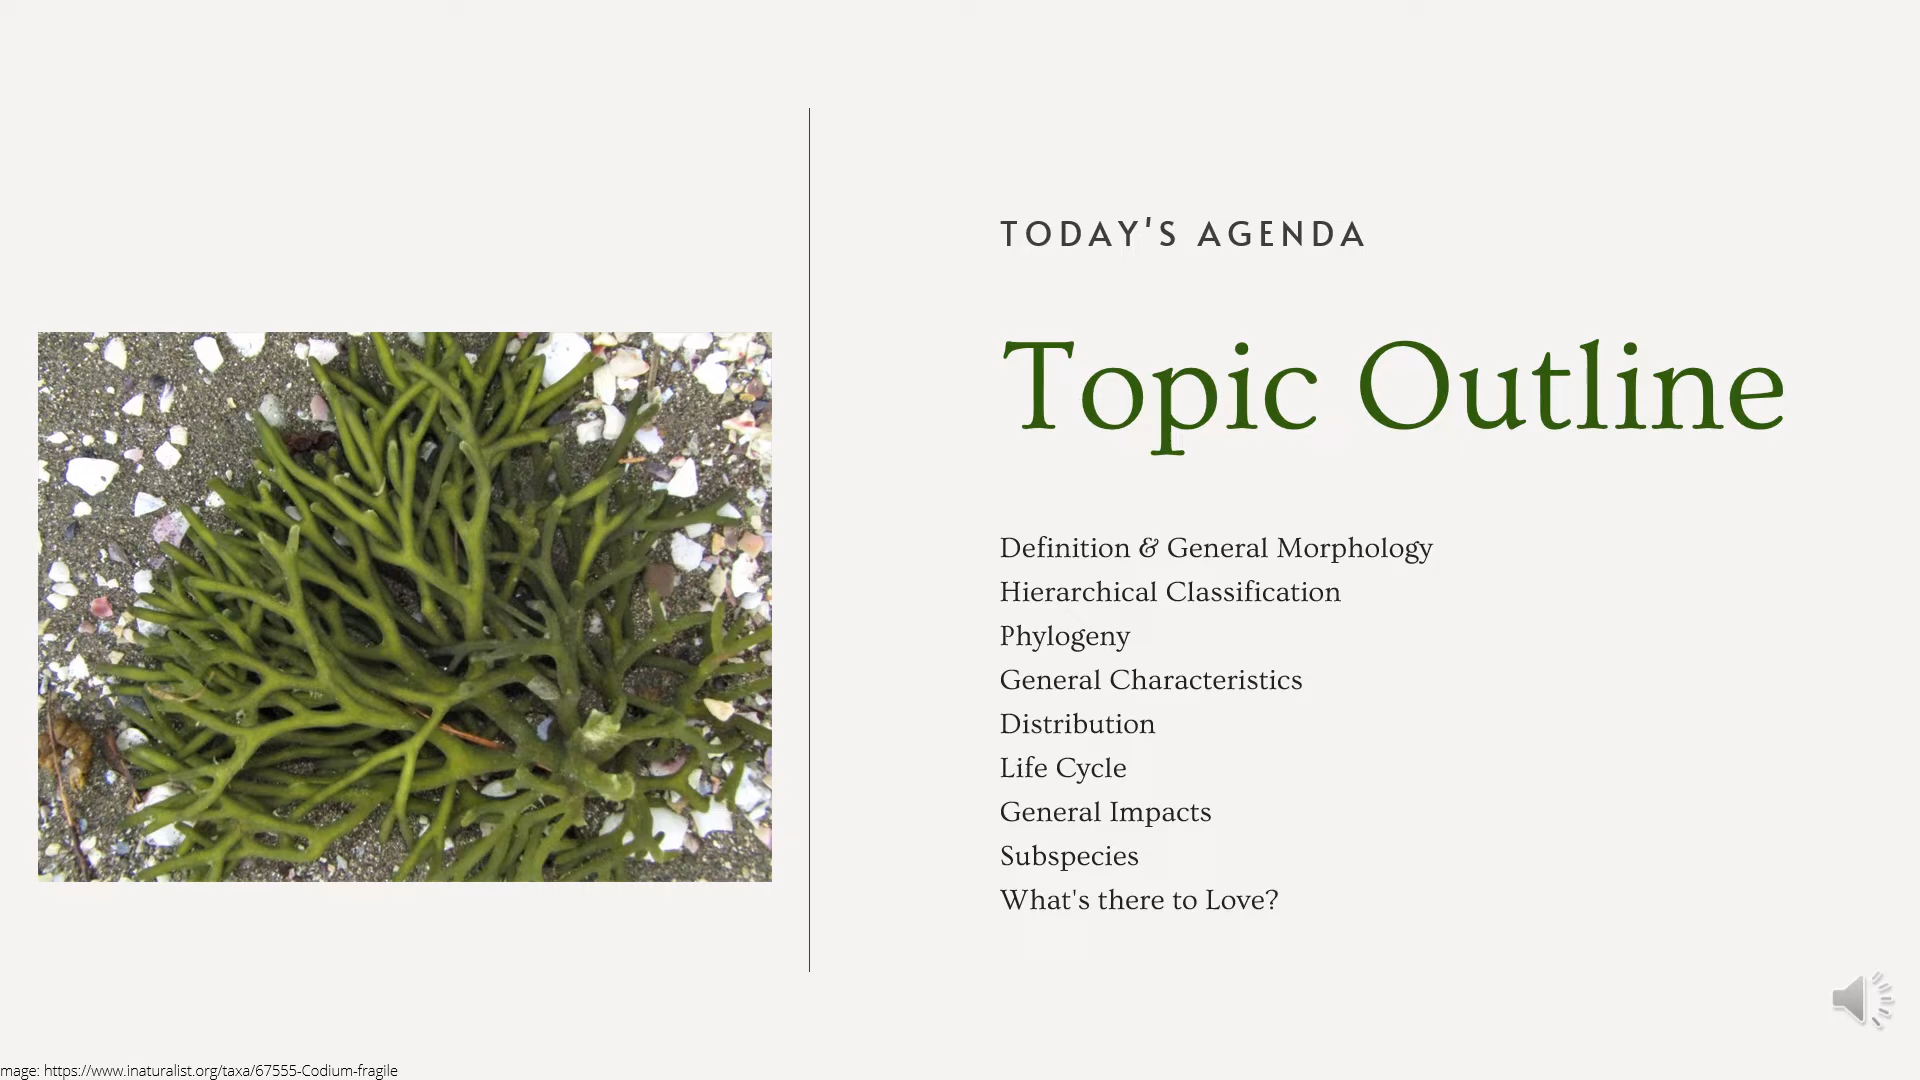 TODAY'S AGENDA
Topic Outline
Definition & General Morphology
Hierarchical Classification
Phylogeny
General Characteristics
Distribution
Life Cycle
General Impacts
Subspecies
What's there to Love?
mage: https://www.inaturalist.org/taxa/67555-Codium-fragile